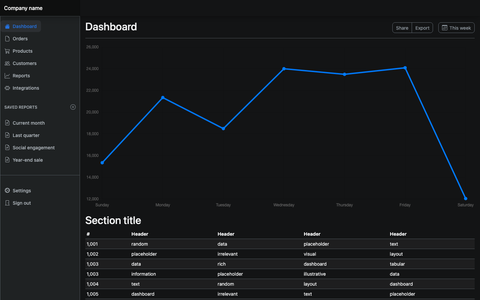 Company name
Dashboard
Orders
Products
Customers
Reports
Integrations
SAVED REPORTS
Current month
Last quarter
Social engagement
Year-end sale
Settings
Sign out
Dashboard
Share Export This week
26,000
24,000
22,000
20,000
18,000
16,000
14,000
12,000
Sunday Monday Tuesday Wednesday Thursday Friday Saturday
Section title
# Header Header Header Header
1,001 random data placeholder text
1,002 placeholder irrelevant visual layout
1,003 data rich dashboard tabular
1,003 information placeholder illustrative data
1,004 text random layout dashboard
1,005 dashboard irrelevant text placeholder